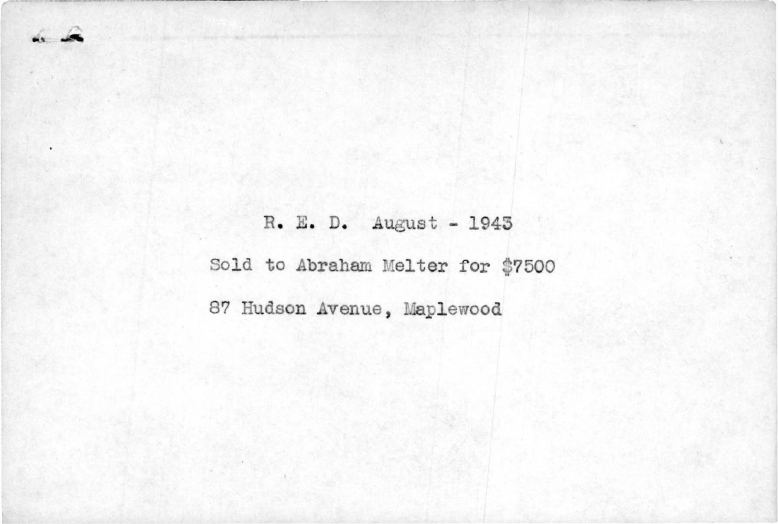 R. E. D. August - 1943
Sold to Abraham Melter for $7500
87 Hudson Avenue, Maplewood